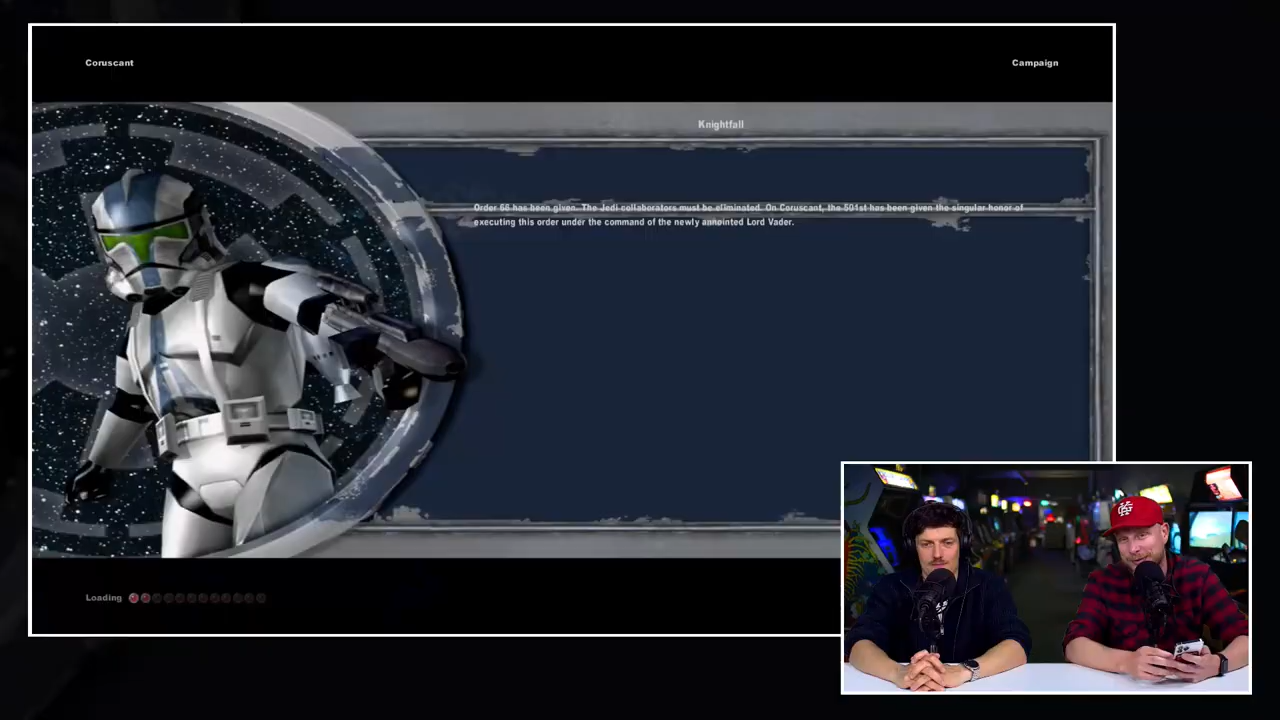 Coruscant
Campaign
Knightfall
Order 66 has been given. The Jedi collaborators must be eliminated. On Coruscant, the 501st has been given the singular honor of
executing this order under the command of the newly annointed Lord Vader.
Loading